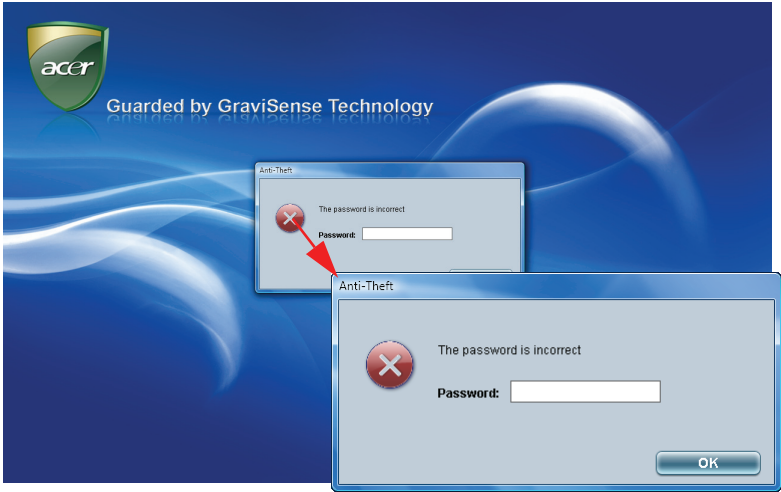 acer
Guarded by GraviSense Technology
Anti-Theft
The password is incorrect
Password:
Anti-Theft
The password is incorrect
Password:
OK